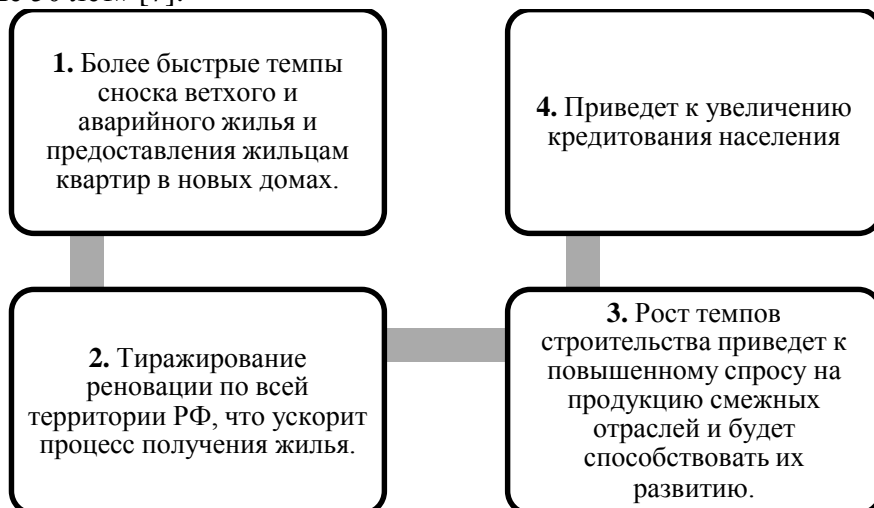 1. Более быстрые темпы
сноска ветхого и
аварийного жилья и
предоставления жильцам
квартир в новых домах.
2. Тиражирование
реновации по всей
территории РФ, что ускорит
процесс получения жилья.
3. Рост темпов
строительства приведет к
повышенному спросу на
продукцию смежных
отраслей и будет
способствовать их
развитию.
4. Приведет к увеличению
кредитования населения